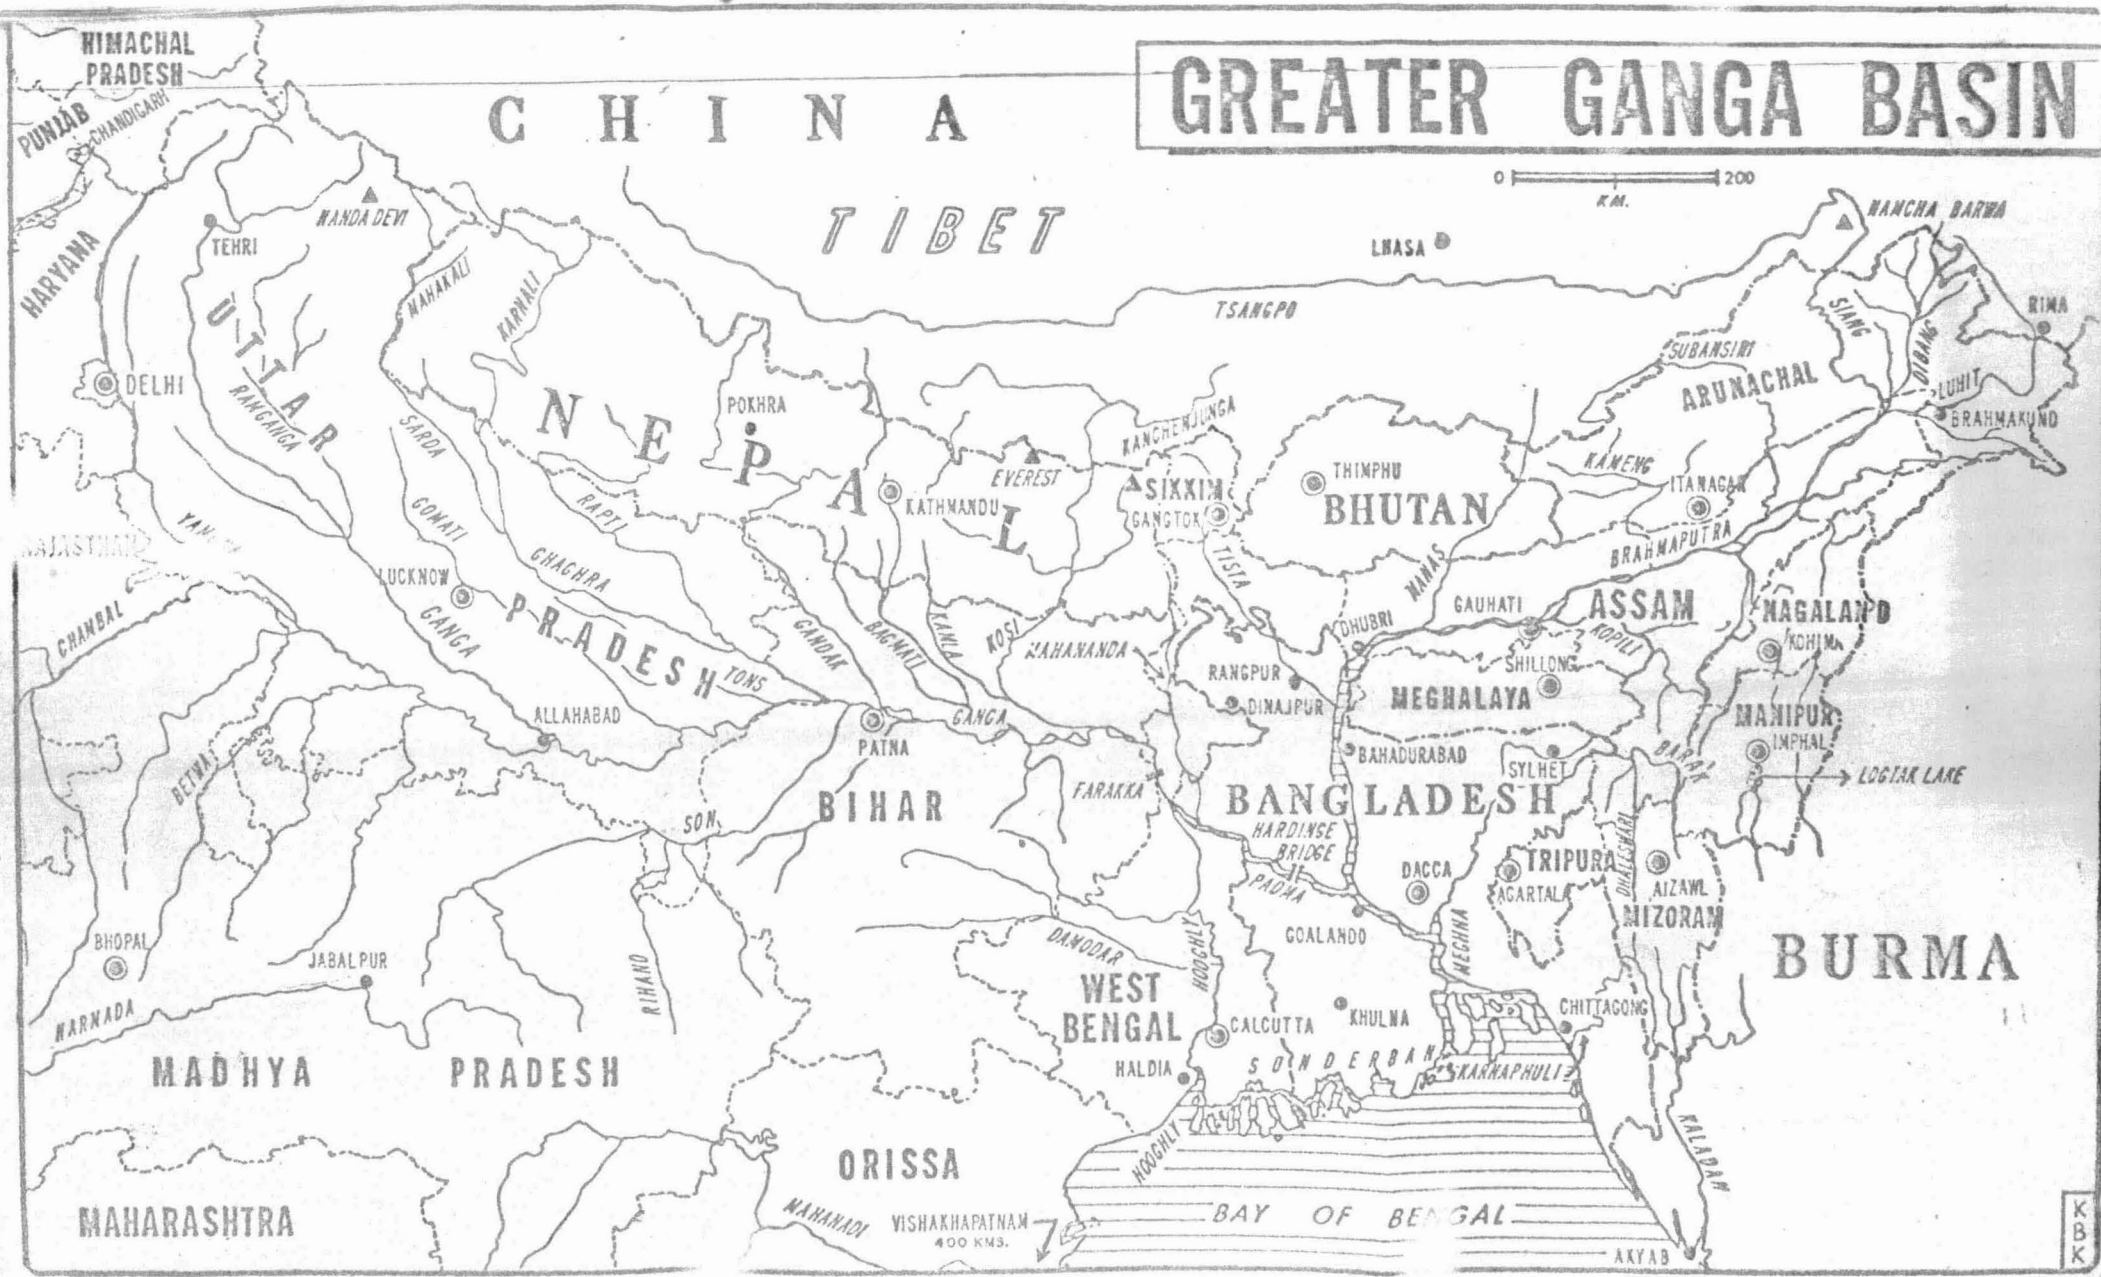 HIMACHAL
PRADESH
PUNJAB
CHANDIGARH
CHINA
GREATER GANGA BASIN
0 200
KM.
TIBET
NANDA DEVI
TEHRI
HARYANA
MAHAKALI
KARNALI
LHASA
NAMCHA BARWA
TSANGPO
SIANG
DIBANG
RIMA
SUBANSIRI
ARUNACHAL
LUHIT
BRAHMAKUND
DELHI
UTTAR
RAMGANGA
SARDA
NEPAL
POKHRA
KANCHENJUNGA
EVEREST
KATHMANDU
SIKKIM
GANGTOK
THIMPHU
BHUTAN
KAMENG
ITANAGAR
BRAHMAPUTRA
RAPTI
GOMATI
GHAGHRA
TISTA
MANAS
LUCKNOW
GANGA
PRADESH
TONS
GANDAK
BAGMATI
KAMLA
KOSI
MAHANANDA
DHUBRI
GAUHATI
ASSAM
KOPILI
NAGALAND
KOHIMA
CHAMBAL
RANGPUR
DINAJPUR
SHILLONG
MEGHALAYA
MANIPUR
IMPHAL
ALLAHABAD
PATNA
GANGA
BAHADURABAD
SYLHET
BARAK
LOGTAK LAKE
BETWA
SON
BIHAR
FARAKKA
BANGLADESH
HARDINGE
BRIDGE
PADMA
DACCA
TRIPURA
AGARTALA
DHALESHWARI
AIZAWL
MIZORAM
BHOPAL
JABALPUR
RIHAND
DAMODAR
HOOGHLY
GOALANDO
MEGHNA
BURMA
NARMADA
WEST
BENGAL
CALCUTTA
KHULNA
CHITTAGONG
MADHYA PRADESH
HALDIA
SONDERBAN
KARNAPHULI
HOOGHLY
KALADAN
ORISSA
MAHARASHTRA
MAHANADI
VISHAKHAPATNAM
400 KMS.
BAY OF BENGAL
AKYAB
KBK